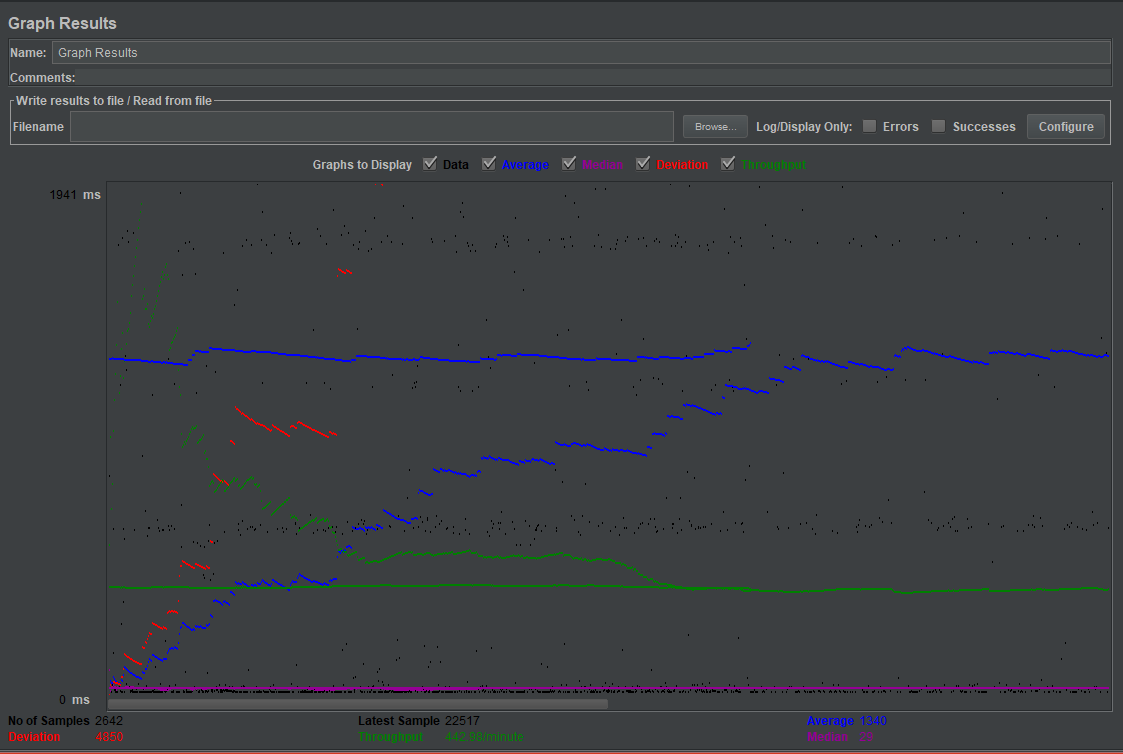 Graph Results
Name: Graph Results
Comments:
Write results to file / Read from file
Filename Browse... Log/Display Only: Errors Successes Configure
Graphs to Display Data Average Median Deviation Throughput
1941 ms
0 ms
No of Samples 2642 Latest Sample 22517 Average 1340
Deviation 4850 Throughput 442.98/minute Median 20